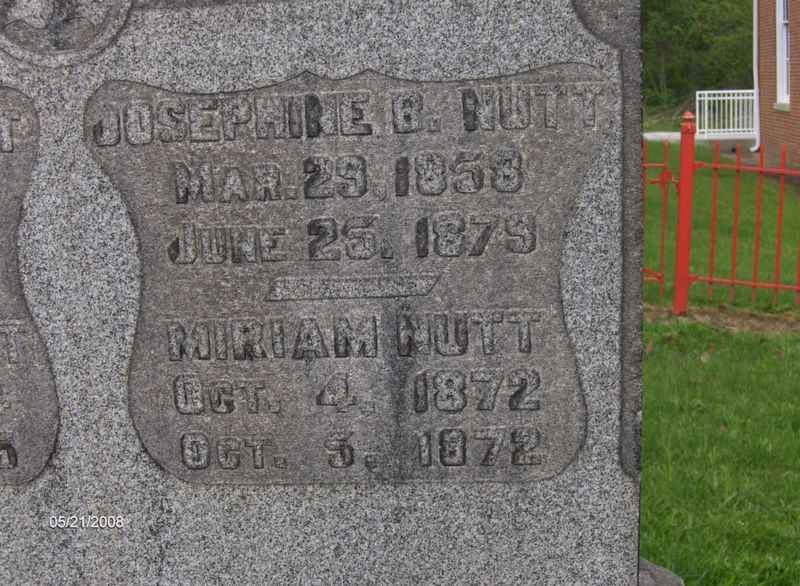 JOSEPHINE B. NUTT
MAR. 29, 1858
JUNE 25, 1879
MIRIAM NUTT
OCT. 4, 1872
OCT. 5, 1872
05/21/2008